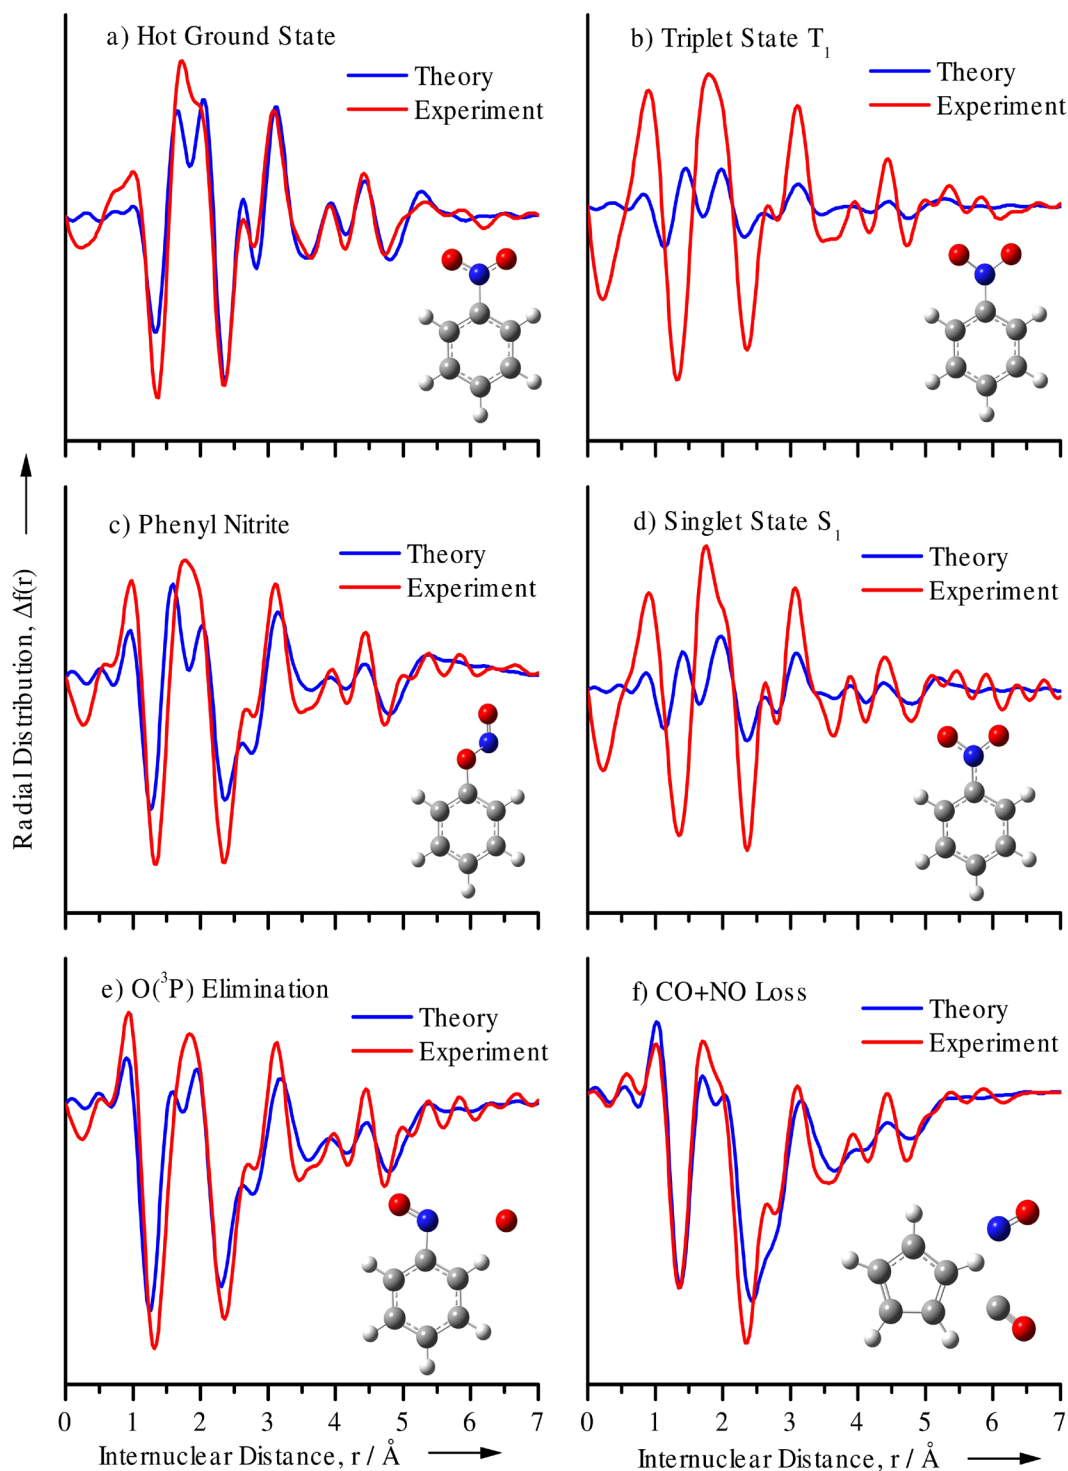 a) Hot Ground State
Theory
Experiment
b) Triplet State T1
Theory
Experiment
c) Phenyl Nitrite
Theory
Experiment
d) Singlet State S1
Theory
Experiment
e) O(3P) Elimination
Theory
Experiment
f) CO+NO Loss
Theory
Experiment
Radial Distribution, Δf(r)
0 1 2 3 4 5 6 7
0 1 2 3 4 5 6 7
Internuclear Distance, r / Å
Internuclear Distance, r / Å